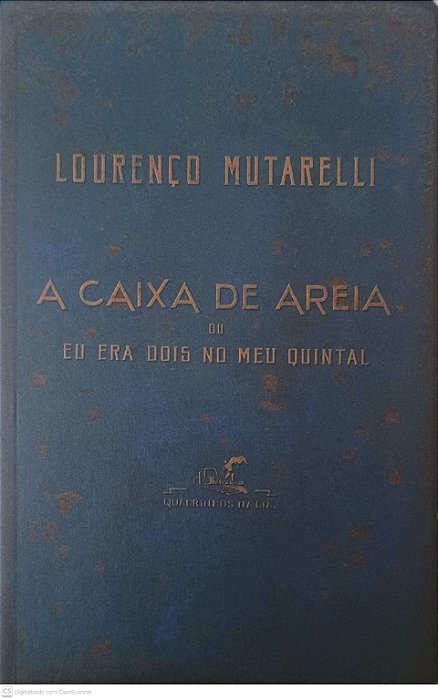 LOURENÇO MUTARELLI
A CAIXA DE AREIA
OU
EU ERA DOIS NO MEU QUINTAL
QUADRINHOS NA CIA.
CS Digitalizado com CamScanner